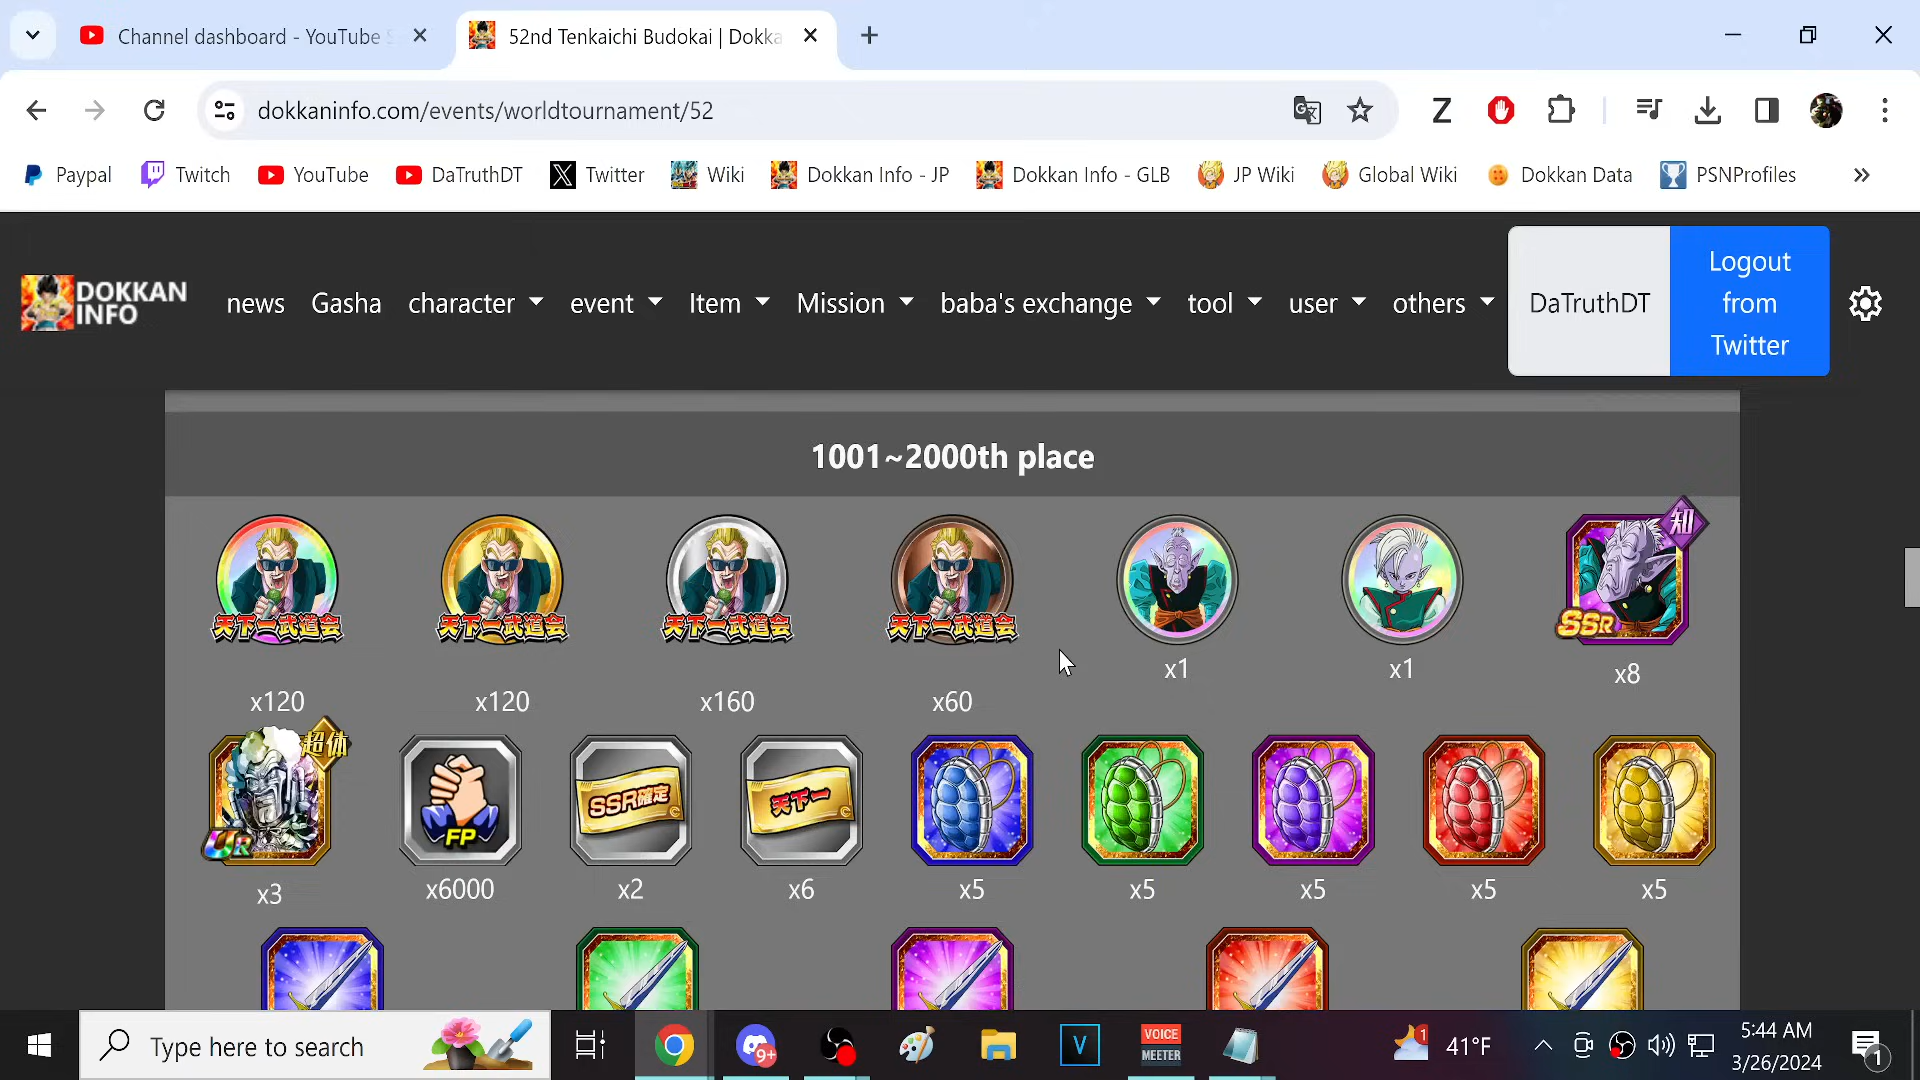 Channel dashboard - YouTube S
52nd Tenkaichi Budokai | Dokka
dokkaninfo.com/events/worldtournament/52
Z
Paypal
Twitch
YouTube
DaTruthDT
Twitter
Wiki
Dokkan Info - JP
Dokkan Info - GLB
JP Wiki
Global Wiki
Dokkan Data
PSNProfiles
»
DOKKAN
INFO
news
Gasha
character
event
Item
Mission
baba's exchange
tool
user
others
DaTruthDT
Logout
from
Twitter
1001~2000th place
天下一武道会
天下一武道会
天下一武道会
天下一武道会
知
SSR
x120
x120
x160
x60
x1
x1
x8
超体
UR
FP
SSR確定
天下一
x3
x6000
x2
x6
x5
x5
x5
x5
x5
Type here to search
9+
V
VOICE
MEETER
1
41°F
5:44 AM
3/26/2024
1